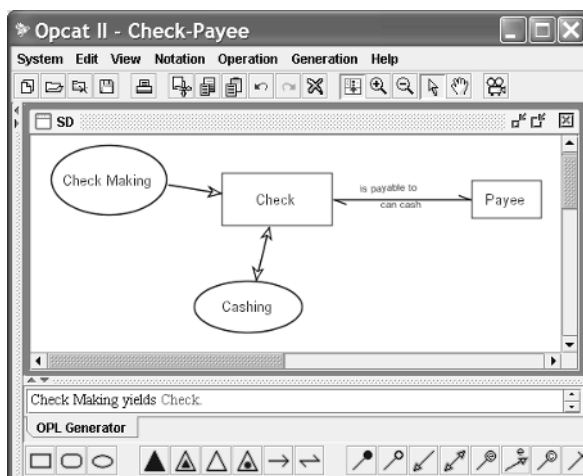 Opcat II - Check-Payee
System Edit View Notation Operation Generation Help
SD
Check Making
Check
is payable to
can cash
Payee
Cashing
Check Making yields Check.
OPL Generator